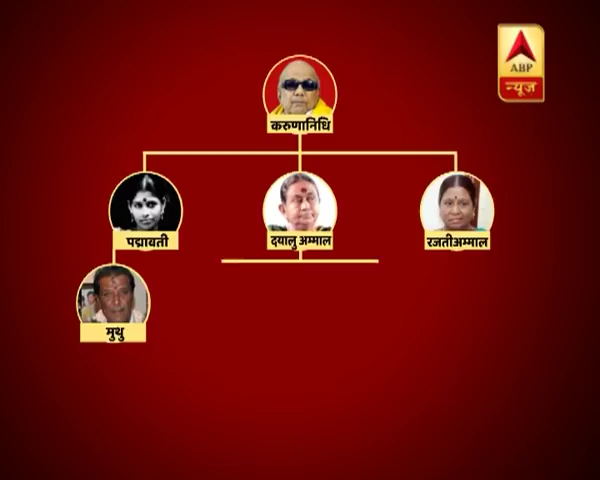 ABP
न्यूज़
करुणानिधि
पद्मावती
दयालु अम्माल
रजतीअम्माल
मुथु